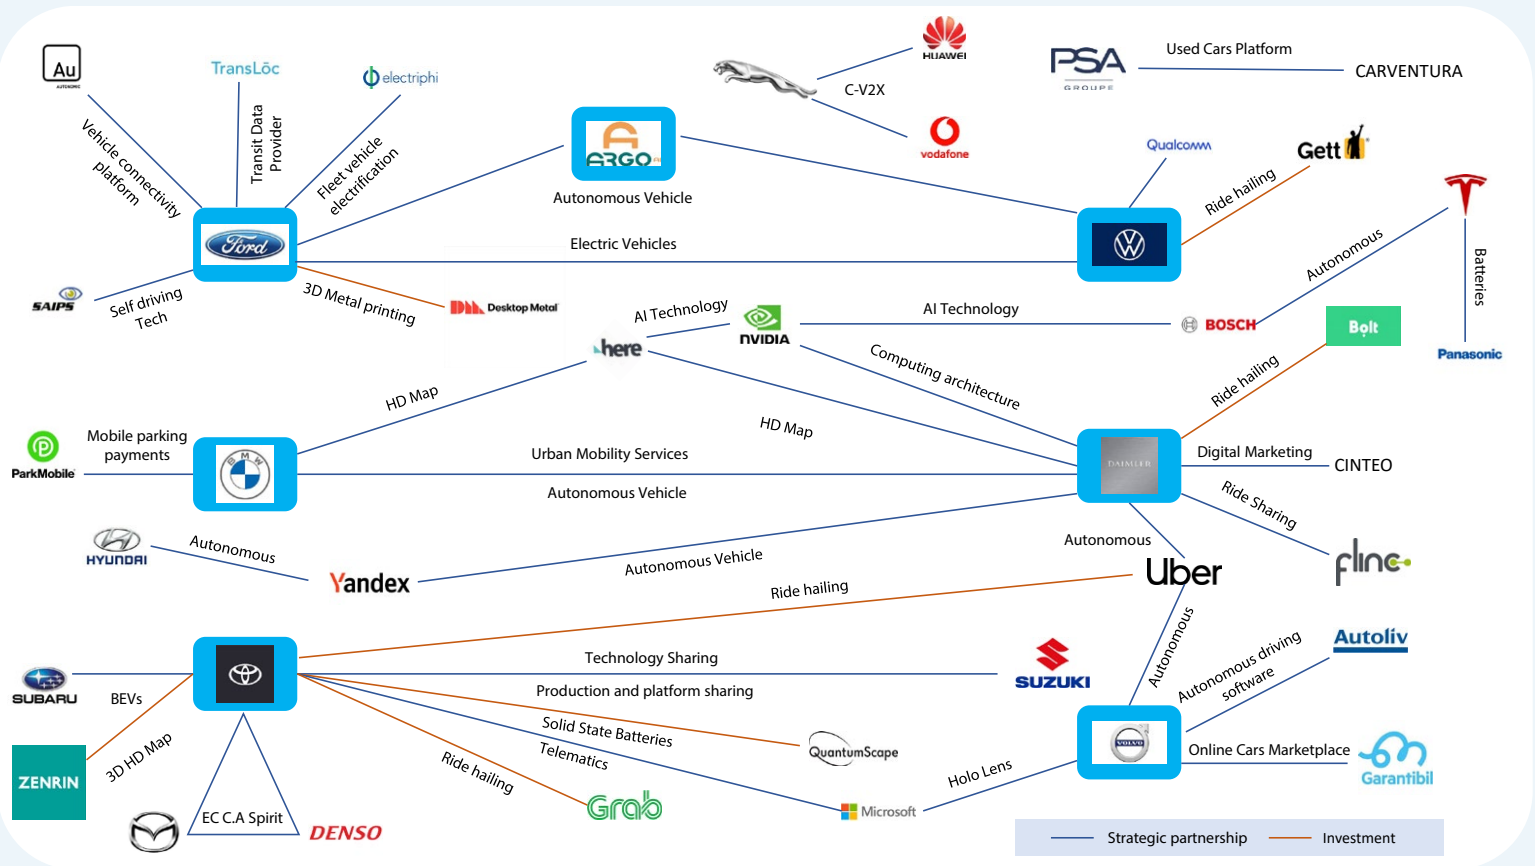 Au
AUTONOMIC
TransLōc
electriphi
HUAWEI
C-V2X
vodafone
PSA
GROUPE
Used Cars Platform
CARVENTURA
Vehicle connectivity
platform
Transit Data
Provider
Fleet vehicle
electrification
ARGO AI
Autonomous Vehicle
Qualcomm
Gett
Ride hailing
Ford
Electric Vehicles
Autonomous
Batteries
SAIPS
Self driving
Tech
3D Metal printing
Desktop Metal
AI Technology
here
NVIDIA
AI Technology
BOSCH
Bolt
Panasonic
Computing architecture
Ride hailing
HD Map
HD Map
ParkMobile
Mobile parking
payments
BMW
Urban Mobility Services
Autonomous Vehicle
DAIMLER
Digital Marketing
CINTEO
Ride Sharing
flinc
HYUNDAI
Autonomous
Yandex
Autonomous Vehicle
Autonomous
Uber
Ride hailing
Autonomous
SUBARU
BEVs
Technology Sharing
Production and platform sharing
SUZUKI
Autonomous driving
software
Autoliv
ZENRIN
3D HD Map
Solid State Batteries
QuantumScape
Telematics
Ride hailing
Grab
Microsoft
Holo Lens
VOLVO
Online Cars Marketplace
Garantibil
EC C.A Spirit
DENSO
Strategic partnership
Investment